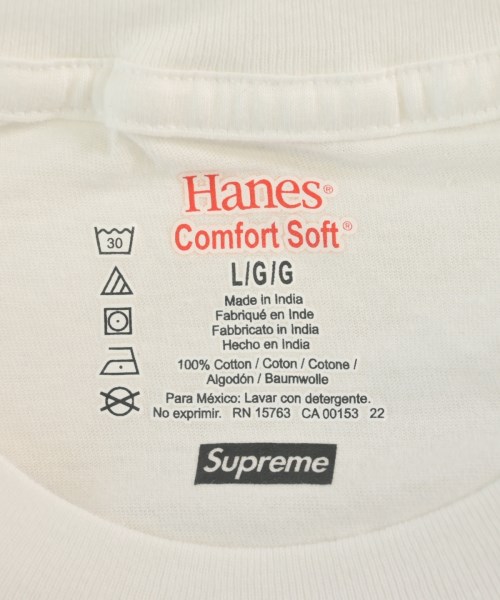 Hanes®
Comfort Soft®
30
L/G/G
Made in India
Fabriqué en Inde
Fabbricato in India
Hecho en India
100% Cotton / Coton / Cotone /
Algodón / Baumwolle
Para México: Lavar con detergente.
No exprimir. RN 15763 CA 00153 22
Supreme